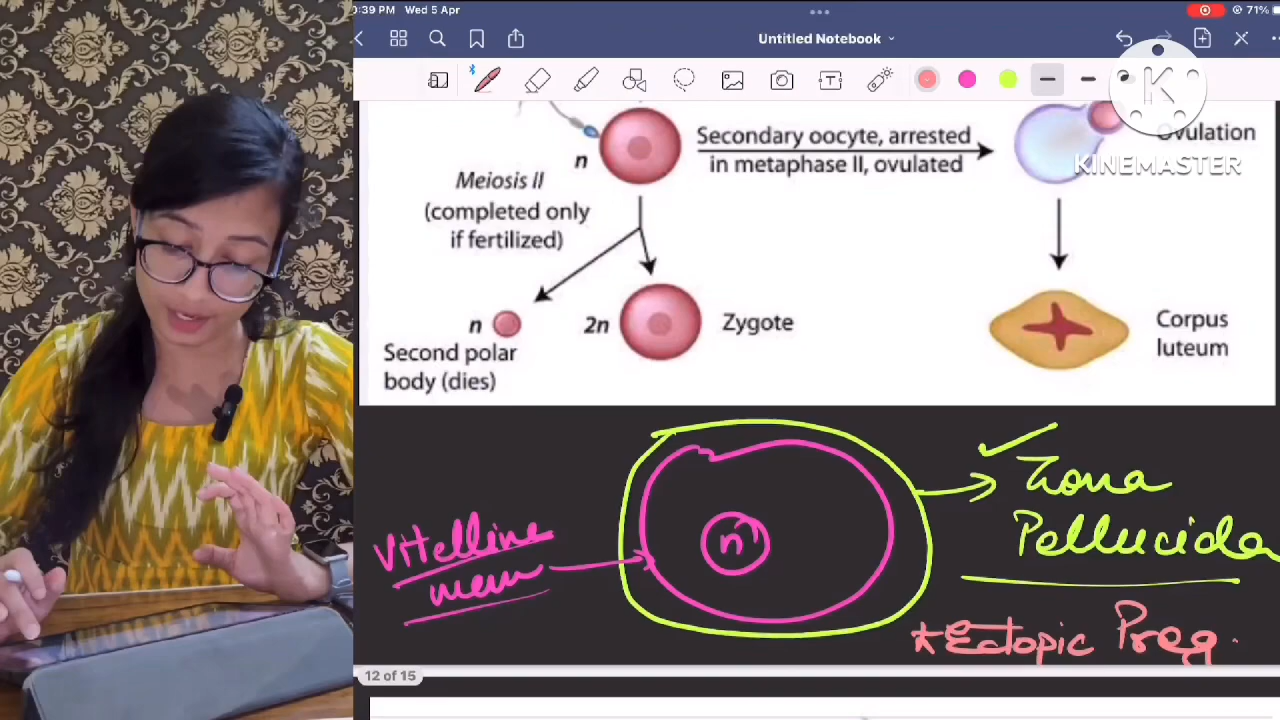 0:39 PM Wed 5 Apr
71%
Untitled Notebook
K
KINEMASTER
Secondary oocyte, arrested
in metaphase II, ovulated
Ovulation
n
Meiosis II
(completed only
if fertilized)
n
2n
Zygote
Second polar
body (dies)
Corpus
luteum
Zona
Pellucida
Vitelline
mem
n
*Ectopic Preg.
12 of 15